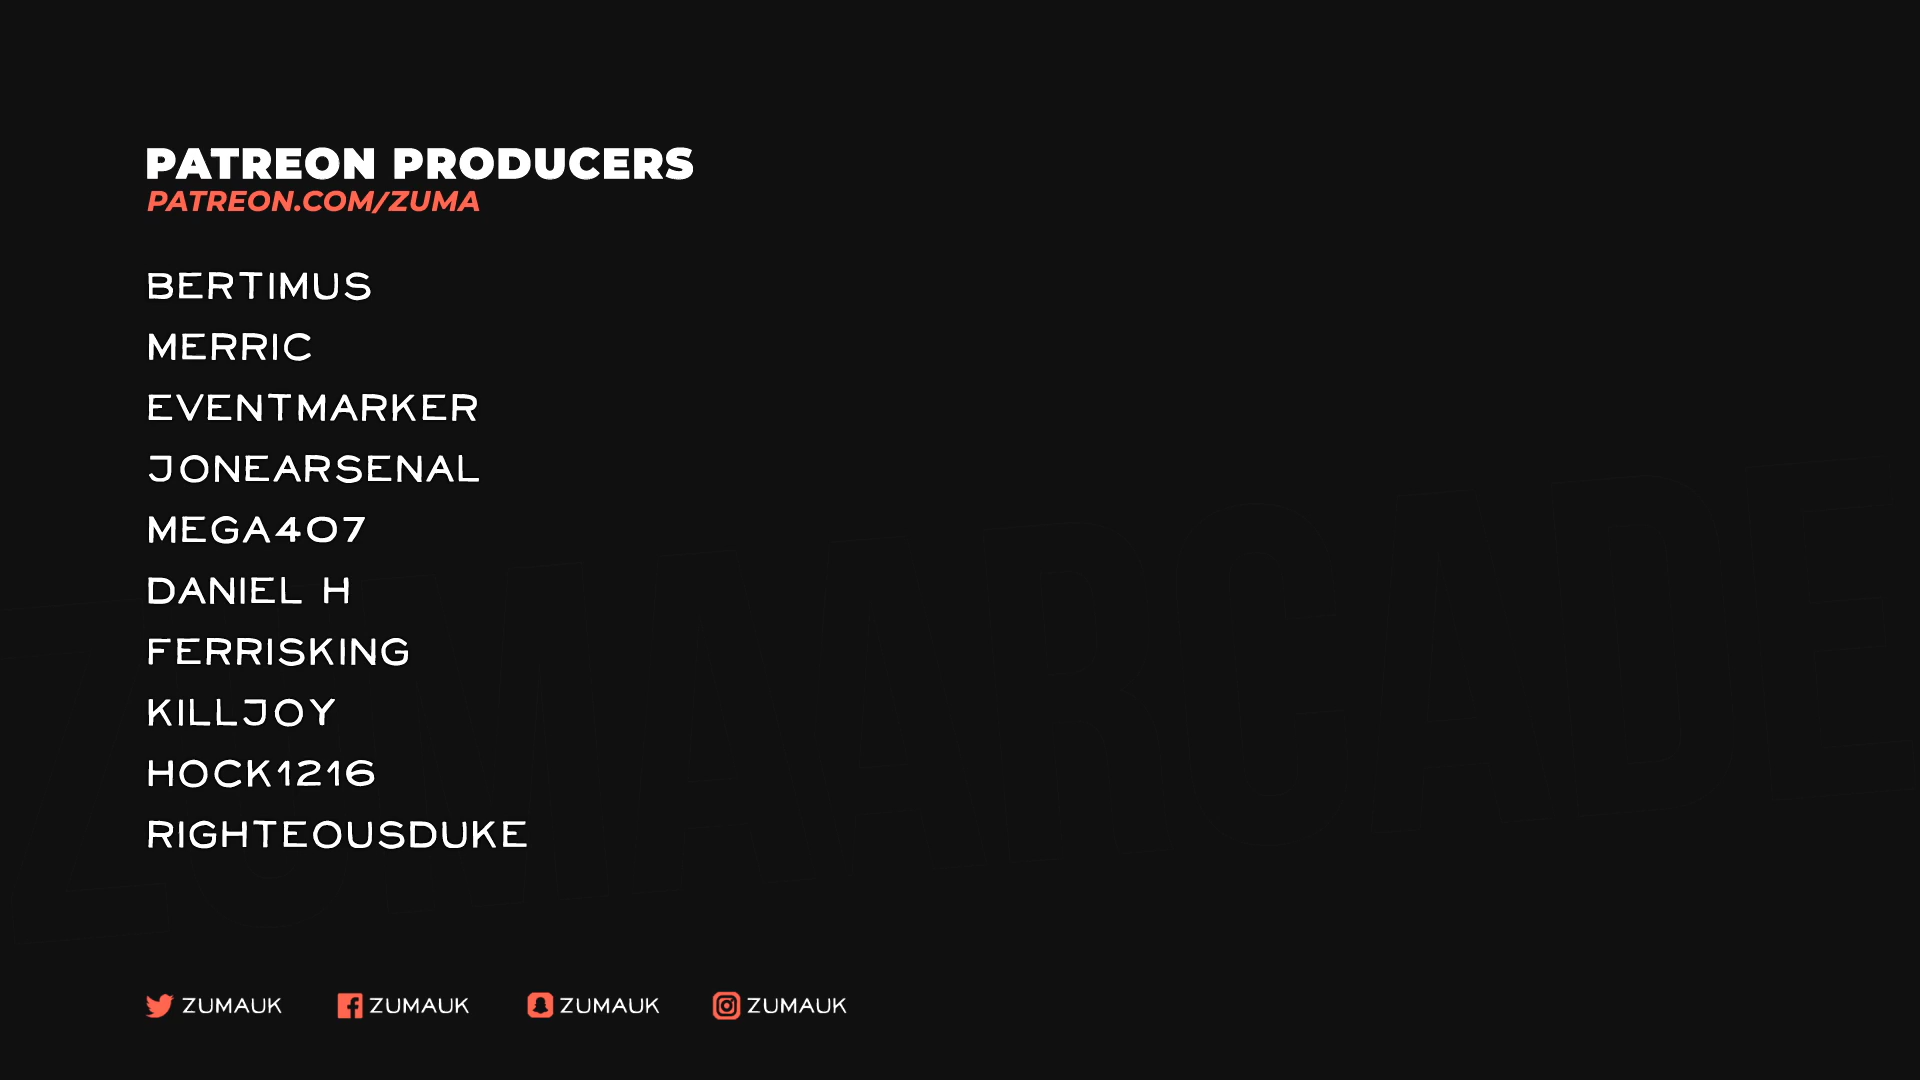 PATREON PRODUCERS
PATREON.COM/ZUMA
BERTIMUS
MERRIC
EVENTMARKER
JONEARSENAL
MEGA407
DANIEL H
FERRISKING
KILLJOY
HOCK1216
RIGHTEOUSDUKE
ZUMAUK ZUMAUK ZUMAUK ZUMAUK